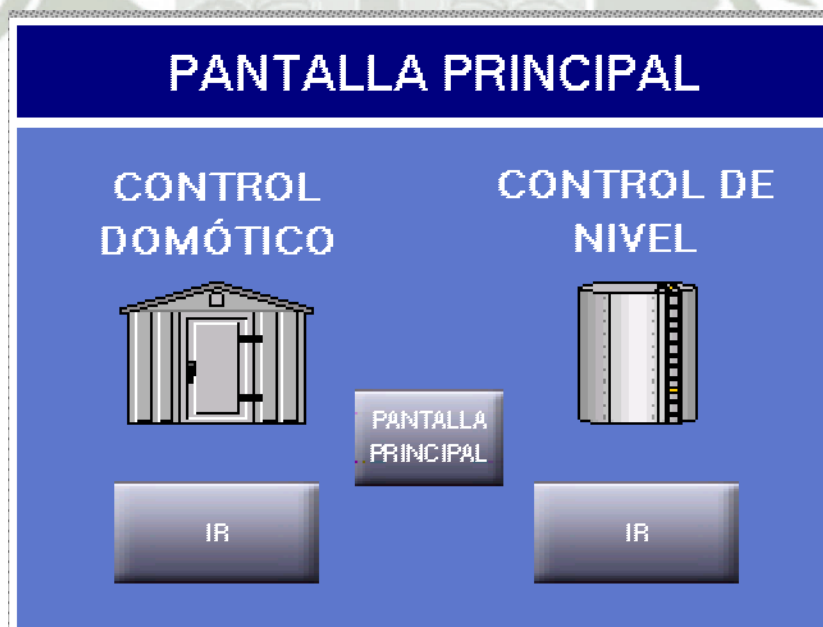 PANTALLA PRINCIPAL
CONTROL
DOMÓTICO
CONTROL DE
NIVEL
PANTALLA
PRINCIPAL
IR
IR